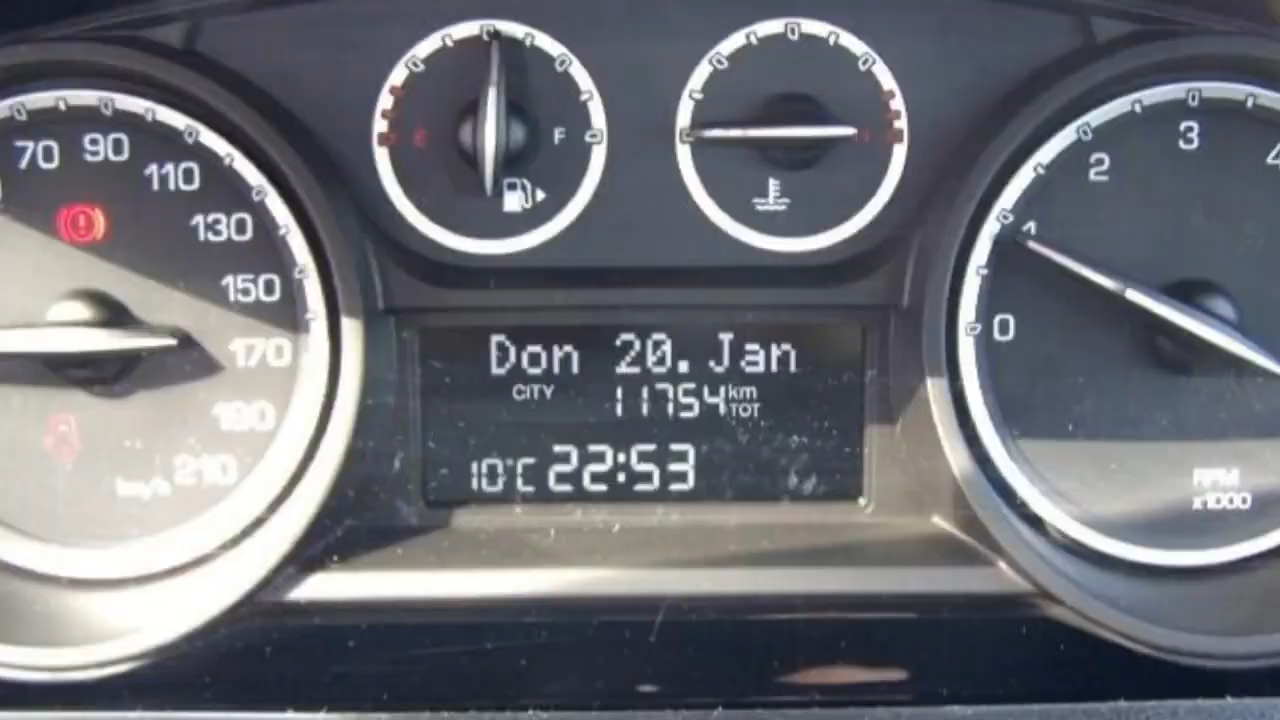 70 90 110 130 150 170 190 210
km/h
E F
0 1 2 3 4
RPM
x1000
Don 20. Jan
CITY 11754 km TOT
10°C 22:53